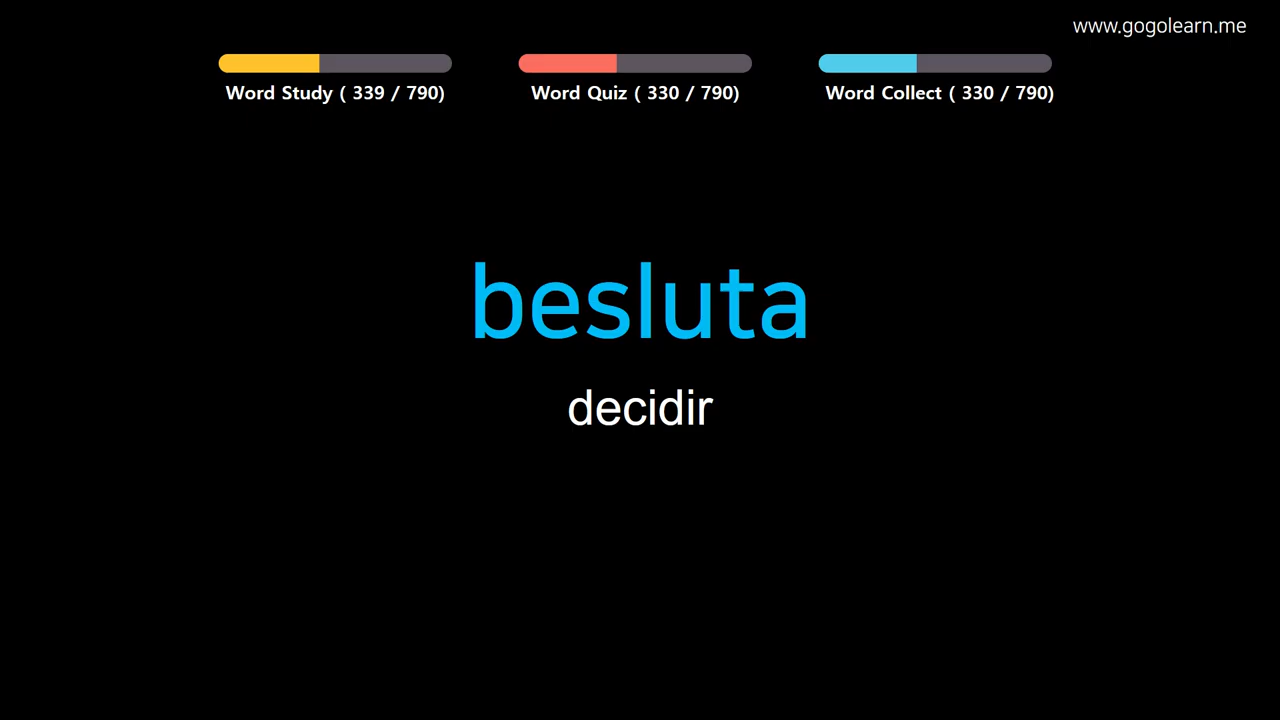 www.gogolearn.me
Word Study ( 339 / 790)
Word Quiz ( 330 / 790)
Word Collect ( 330 / 790)
besluta
decidir